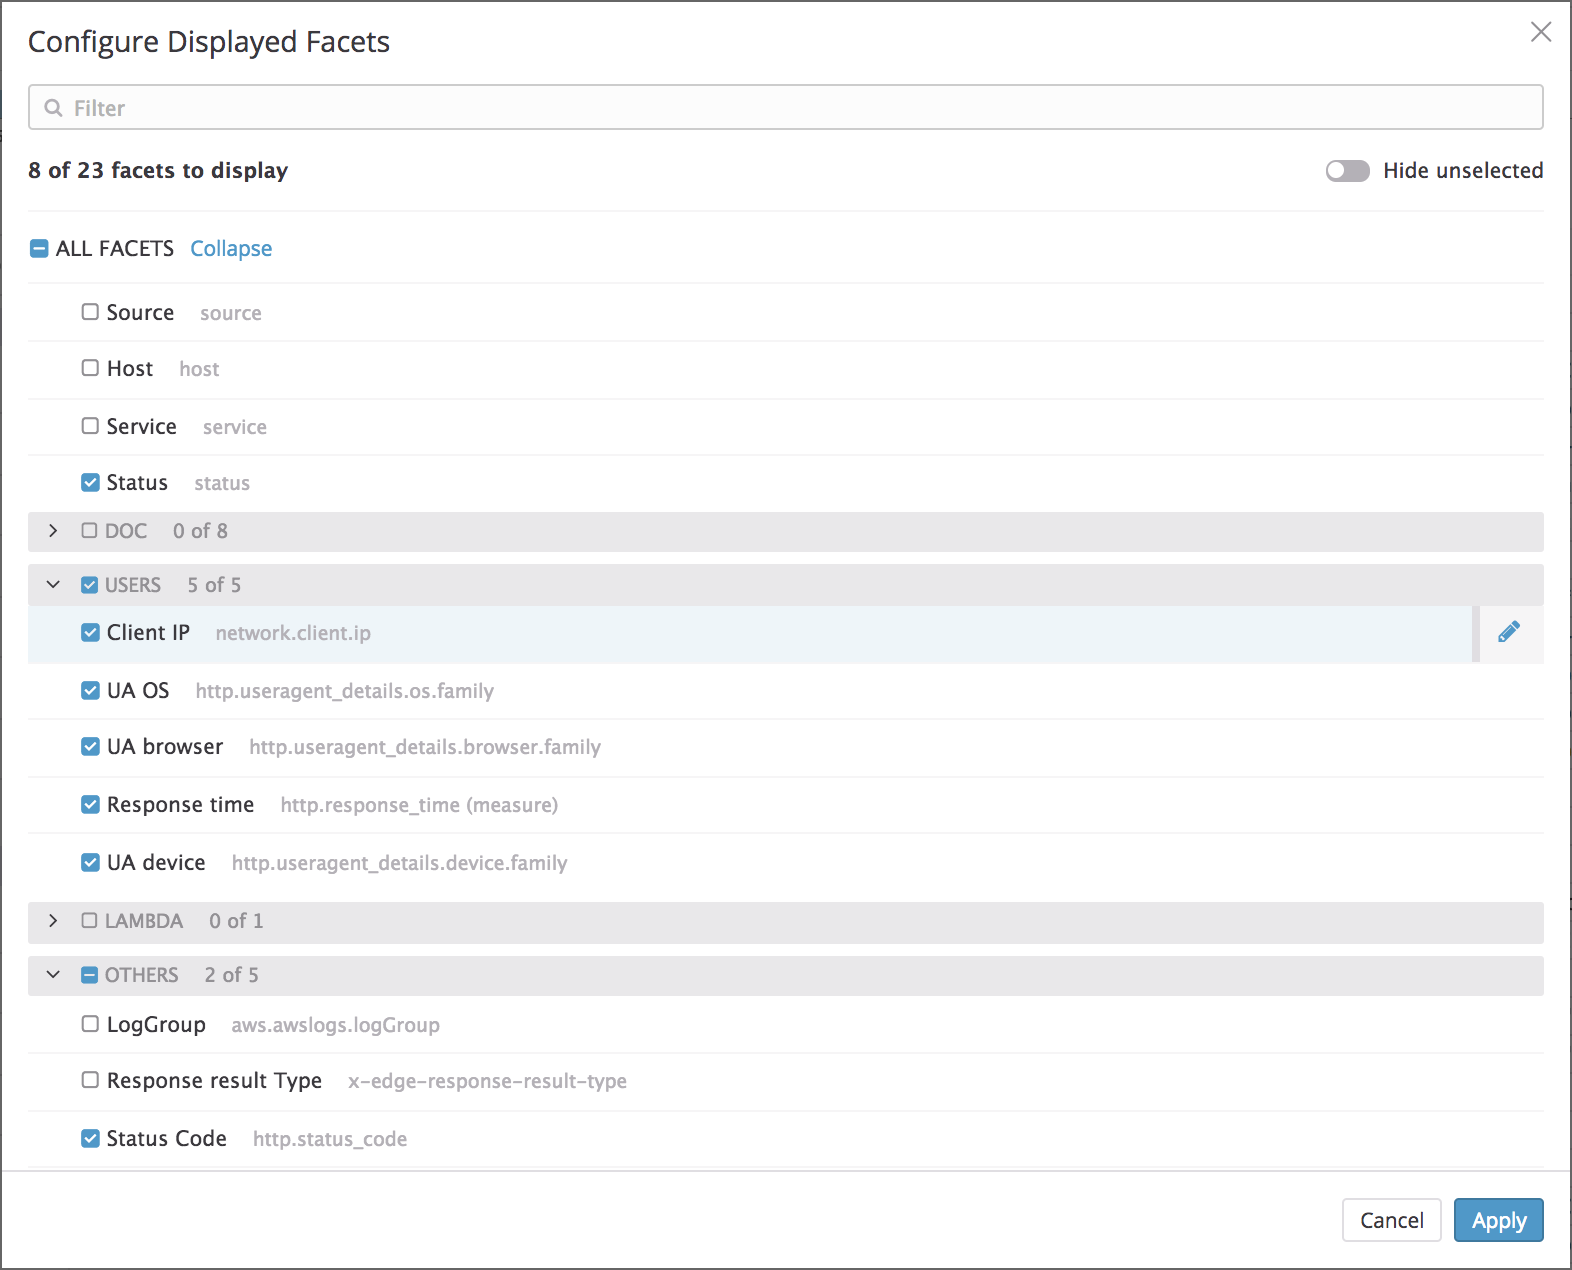 Configure Displayed Facets
Filter
8 of 23 facets to display Hide unselected
ALL FACETS Collapse
Source source
Host host
Service service
Status status
DOC 0 of 8
USERS 5 of 5
Client IP network.client.ip
UA OS http.useragent_details.os.family
UA browser http.useragent_details.browser.family
Response time http.response_time (measure)
UA device http.useragent_details.device.family
LAMBDA 0 of 1
OTHERS 2 of 5
LogGroup aws.awslogs.logGroup
Response result Type x-edge-response-result-type
Status Code http.status_code
Cancel Apply